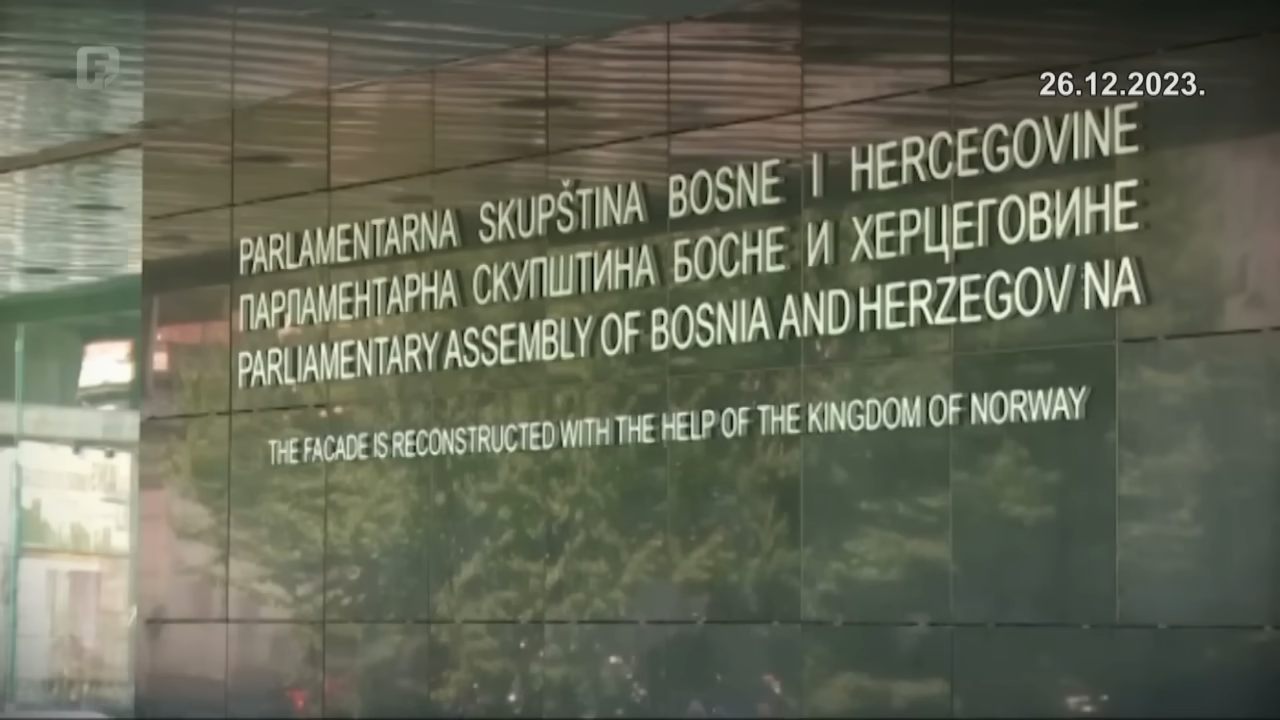 26.12.2023.
PARLAMENTARNA SKUPŠTINA BOSNE I HERCEGOVINE
ПАРЛАМЕНТАРНА СКУПШТИНА БОСНЕ И ХЕРЦЕГОВИНЕ
PARLIAMENTARY ASSEMBLY OF BOSNIA AND HERZEGOV NA
THE FACADE IS RECONSTRUCTED WITH THE HELP OF THE KINGDOM OF NORWAY